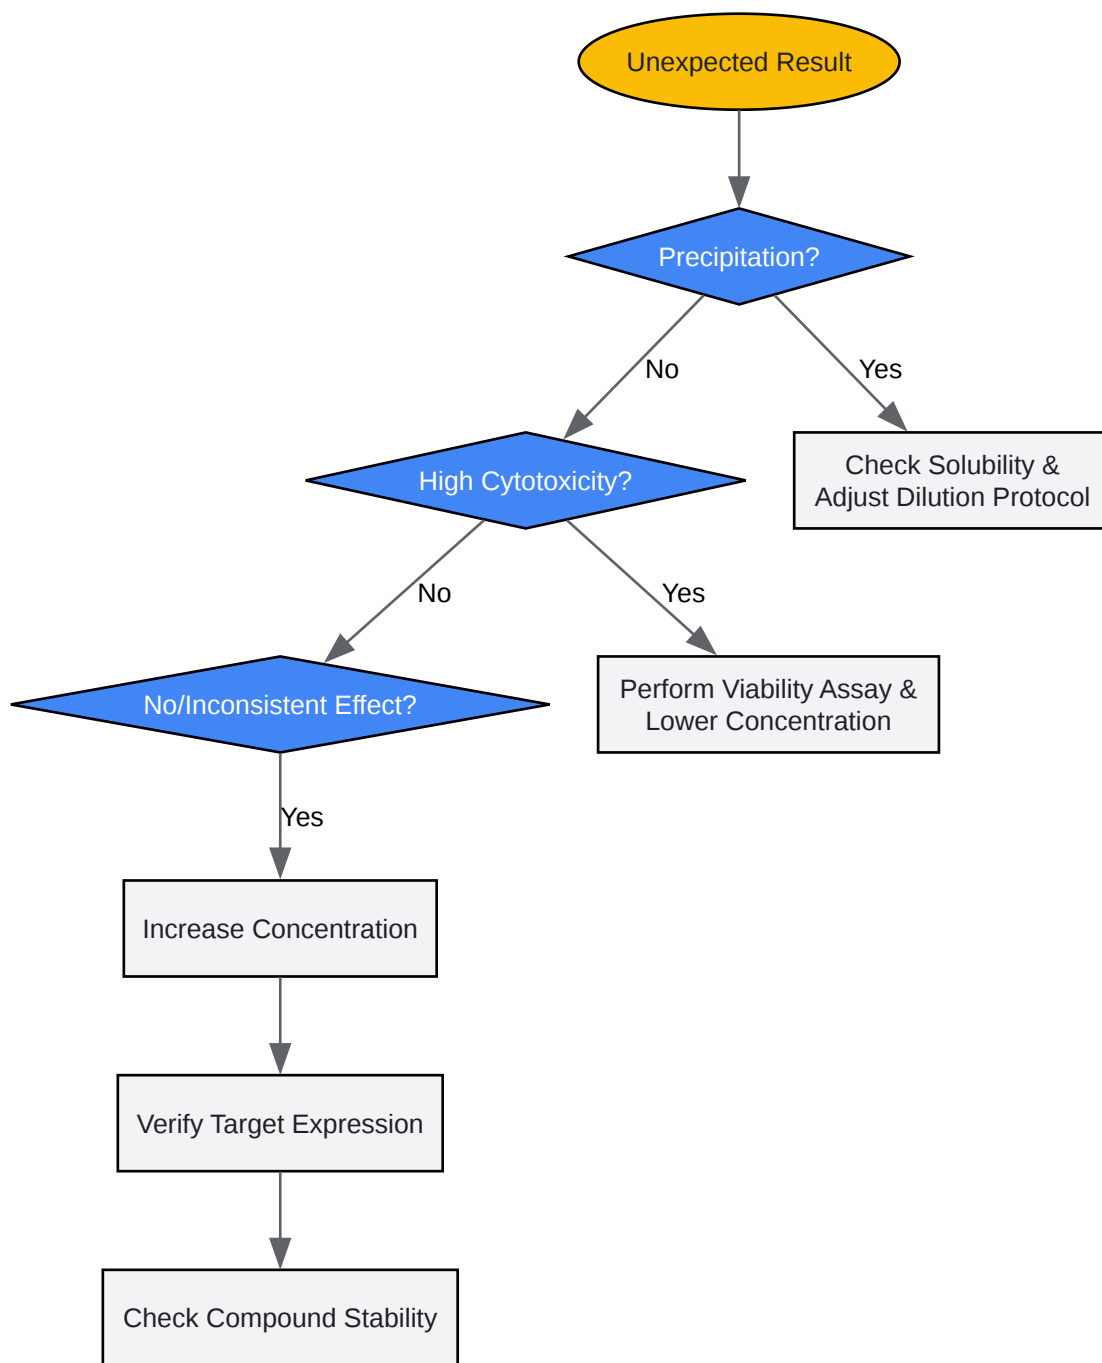 Unexpected Result
Precipitation?
No
Yes
High Cytotoxicity?
Check Solubility &
Adjust Dilution Protocol
No
Yes
No/Inconsistent Effect?
Perform Viability Assay &
Lower Concentration
Yes
Increase Concentration
Verify Target Expression
Check Compound Stability